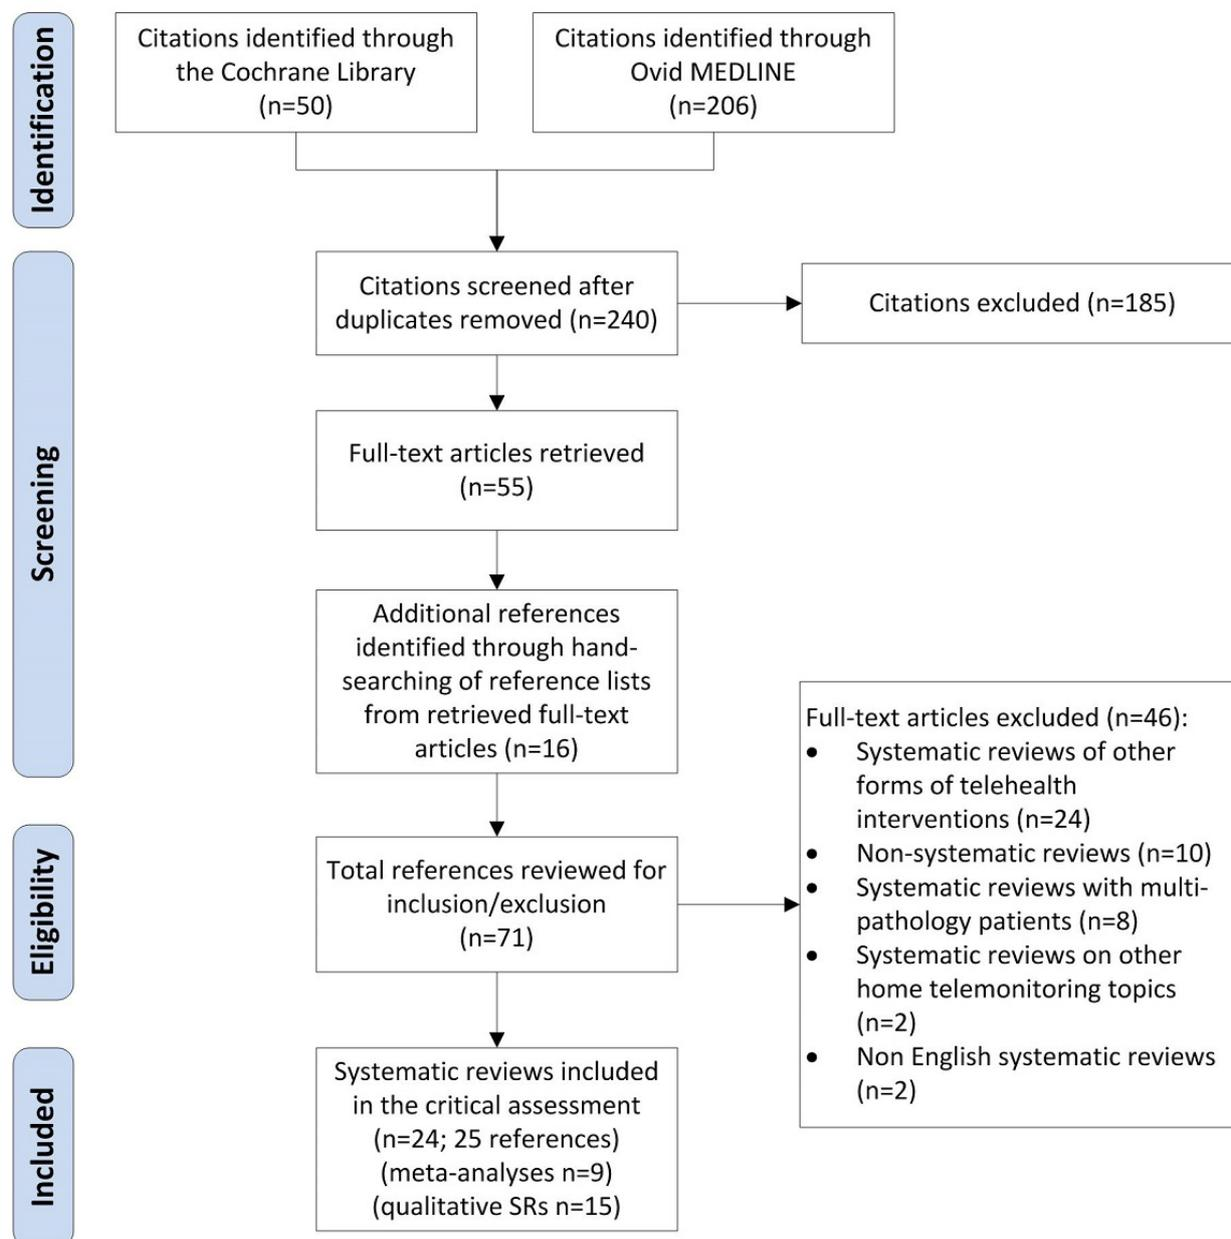 Identification
Citations identified through
the Cochrane Library
(n=50)
Citations identified through
Ovid MEDLINE
(n=206)
Screening
Citations screened after
duplicates removed (n=240)
Citations excluded (n=185)
Full-text articles retrieved
(n=55)
Additional references
identified through hand-
searching of reference lists
from retrieved full-text
articles (n=16)
Eligibility
Total references reviewed for
inclusion/exclusion
(n=71)
Full-text articles excluded (n=46):
• Systematic reviews of other
forms of telehealth
interventions (n=24)
• Non-systematic reviews (n=10)
• Systematic reviews with multi-
pathology patients (n=8)
• Systematic reviews on other
home telemonitoring topics
(n=2)
• Non English systematic reviews
(n=2)
Included
Systematic reviews included
in the critical assessment
(n=24; 25 references)
(meta-analyses n=9)
(qualitative SRs n=15)